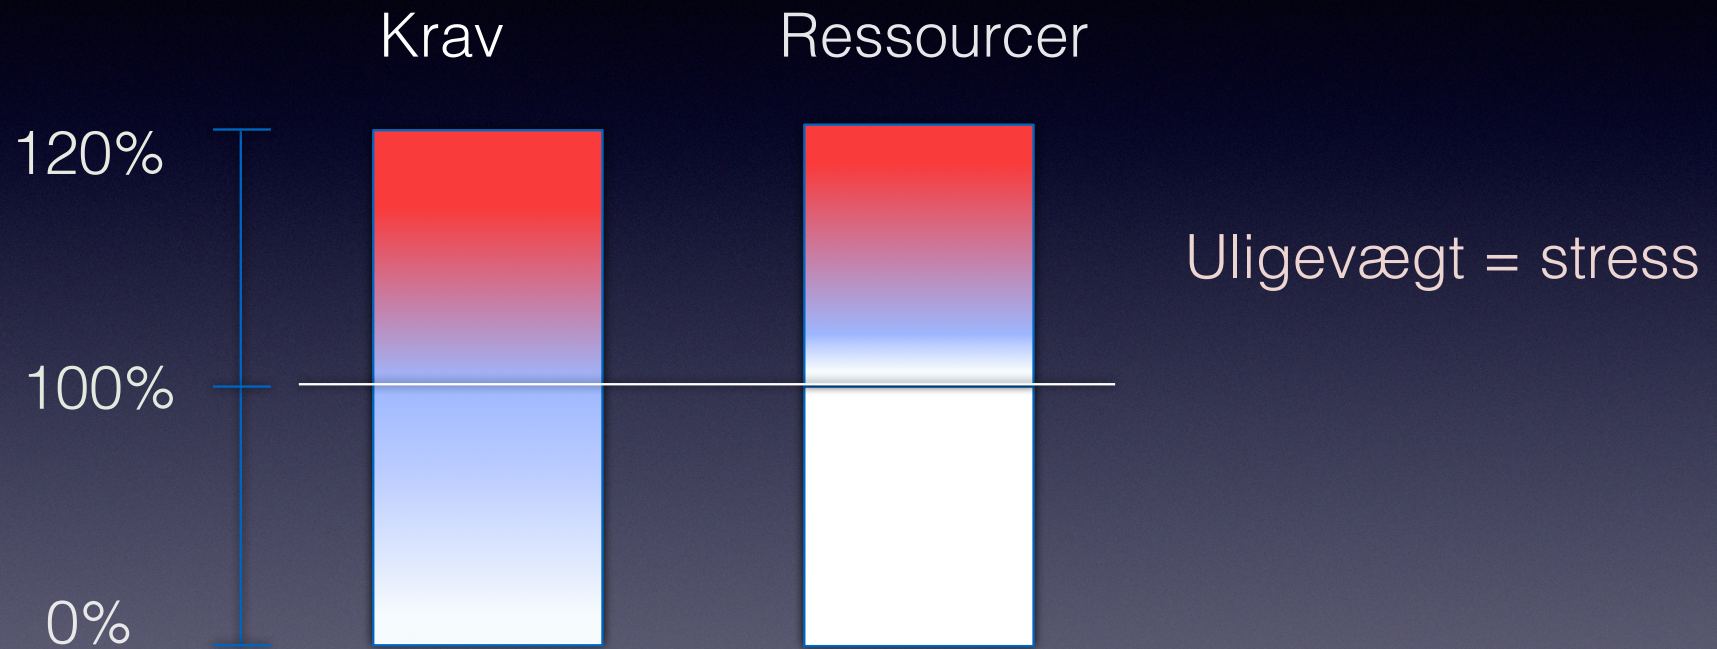 Krav
Ressourcer
120%
Uligevægt = stress
100%
0%